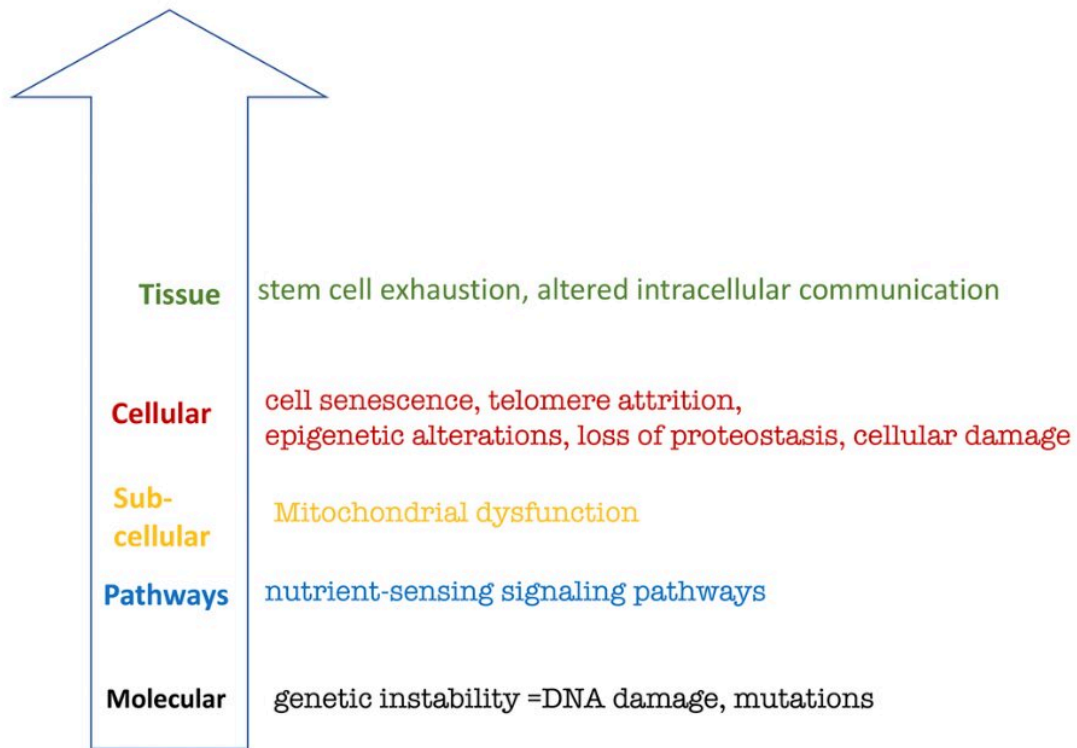 Tissue stem cell exhaustion, altered intracellular communication
Cellular cell senescence, telomere attrition,
epigenetic alterations, loss of proteostasis, cellular damage
Sub-
cellular Mitochondrial dysfunction
Pathways nutrient-sensing signaling pathways
Molecular genetic instability =DNA damage, mutations